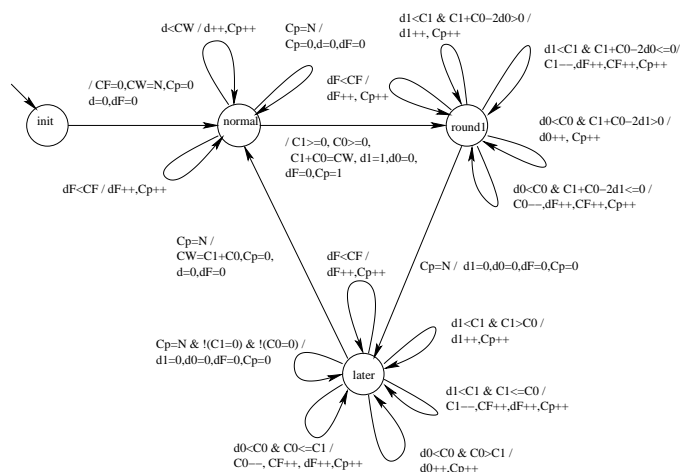 d<CW / d++,Cp++
Cp=N /
Cp=0,d=0,dF=0
d1<C1 & C1+C0−2d0>0 /
d1++, Cp++
d1<C1 & C1+C0−2d0<=0/
C1−−,dF++,CF++,Cp++
/ CF=0,CW=N,Cp=0
d=0,dF=0
dF<CF /
dF++, Cp++
init
normal
round1
d0<C0 & C1+C0−2d1>0 /
d0++, Cp++
/ C1>=0, C0>=0,
C1+C0=CW, d1=1,d0=0,
dF=0,Cp=1
dF<CF / dF++,Cp++
d0<C0 & C1+C0−2d1<=0 /
C0−−,dF++,CF++,Cp++
Cp=N /
CW=C1+C0,Cp=0,
d=0,dF=0
dF<CF /
dF++,Cp++
Cp=N / d1=0,d0=0,dF=0,Cp=0
Cp=N & !(C1=0) & !(C0=0) /
d1=0,d0=0,dF=0,Cp=0
d1<C1 & C1>C0 /
d1++,Cp++
later
d1<C1 & C1<=C0 /
C1−−,CF++,dF++,Cp++
d0<C0 & C0<=C1 /
C0−−, CF++, dF++,Cp++
d0<C0 & C0>C1 /
d0++,Cp++